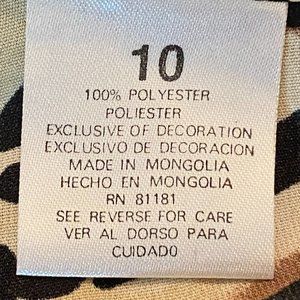 10
100% POLYESTER
POLIESTER
EXCLUSIVE OF DECORATION
EXCLUSIVO DE DECORACION
MADE IN MONGOLIA
HECHO EN MONGOLIA
RN 81181
SEE REVERSE FOR CARE
VER AL DORSO PARA
CUIDADO